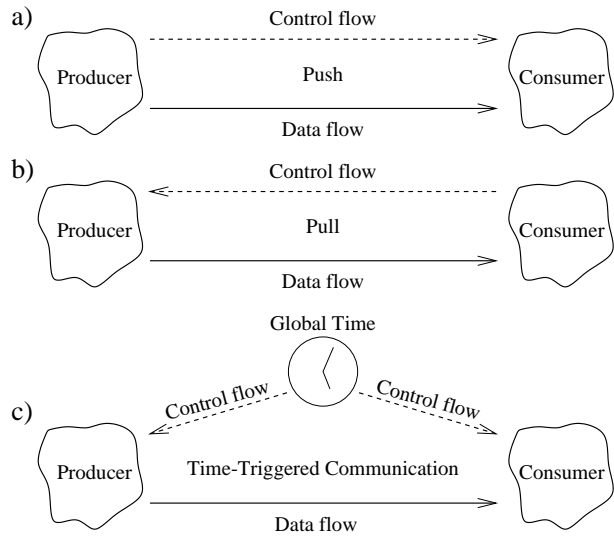 a)
Control flow
Producer
Push
Consumer
Data flow
b)
Control flow
Producer
Pull
Consumer
Data flow
Global Time
c)
Control flow
Control flow
Producer
Time-Triggered Communication
Consumer
Data flow